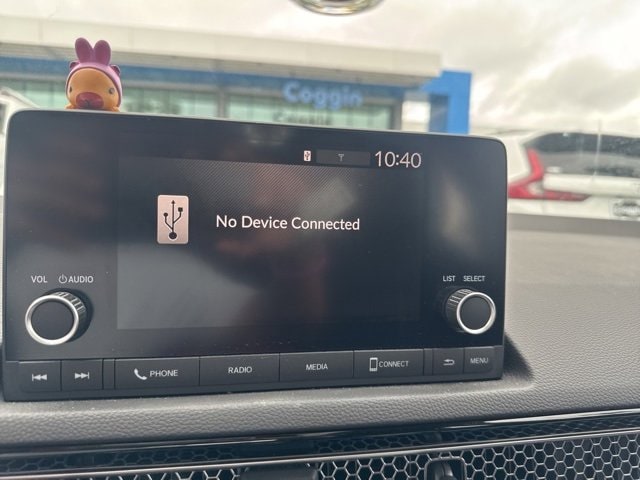 Coggin
10:40
No Device Connected
VOL AUDIO
LIST SELECT
PHONE
RADIO
MEDIA
CONNECT
MENU